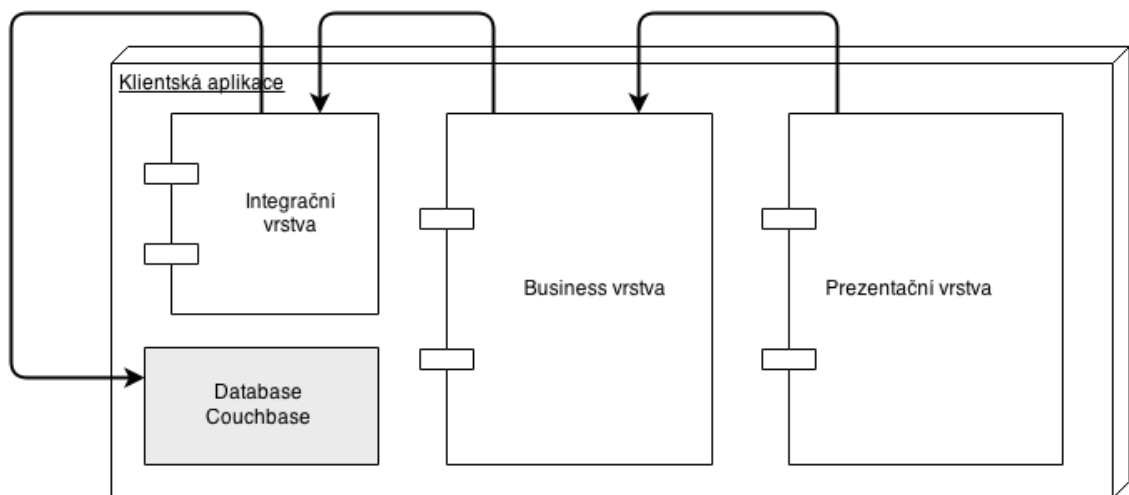 Klientská aplikace
Integrační
vrstva
Business vrstva
Prezentační vrstva
Database
Couchbase